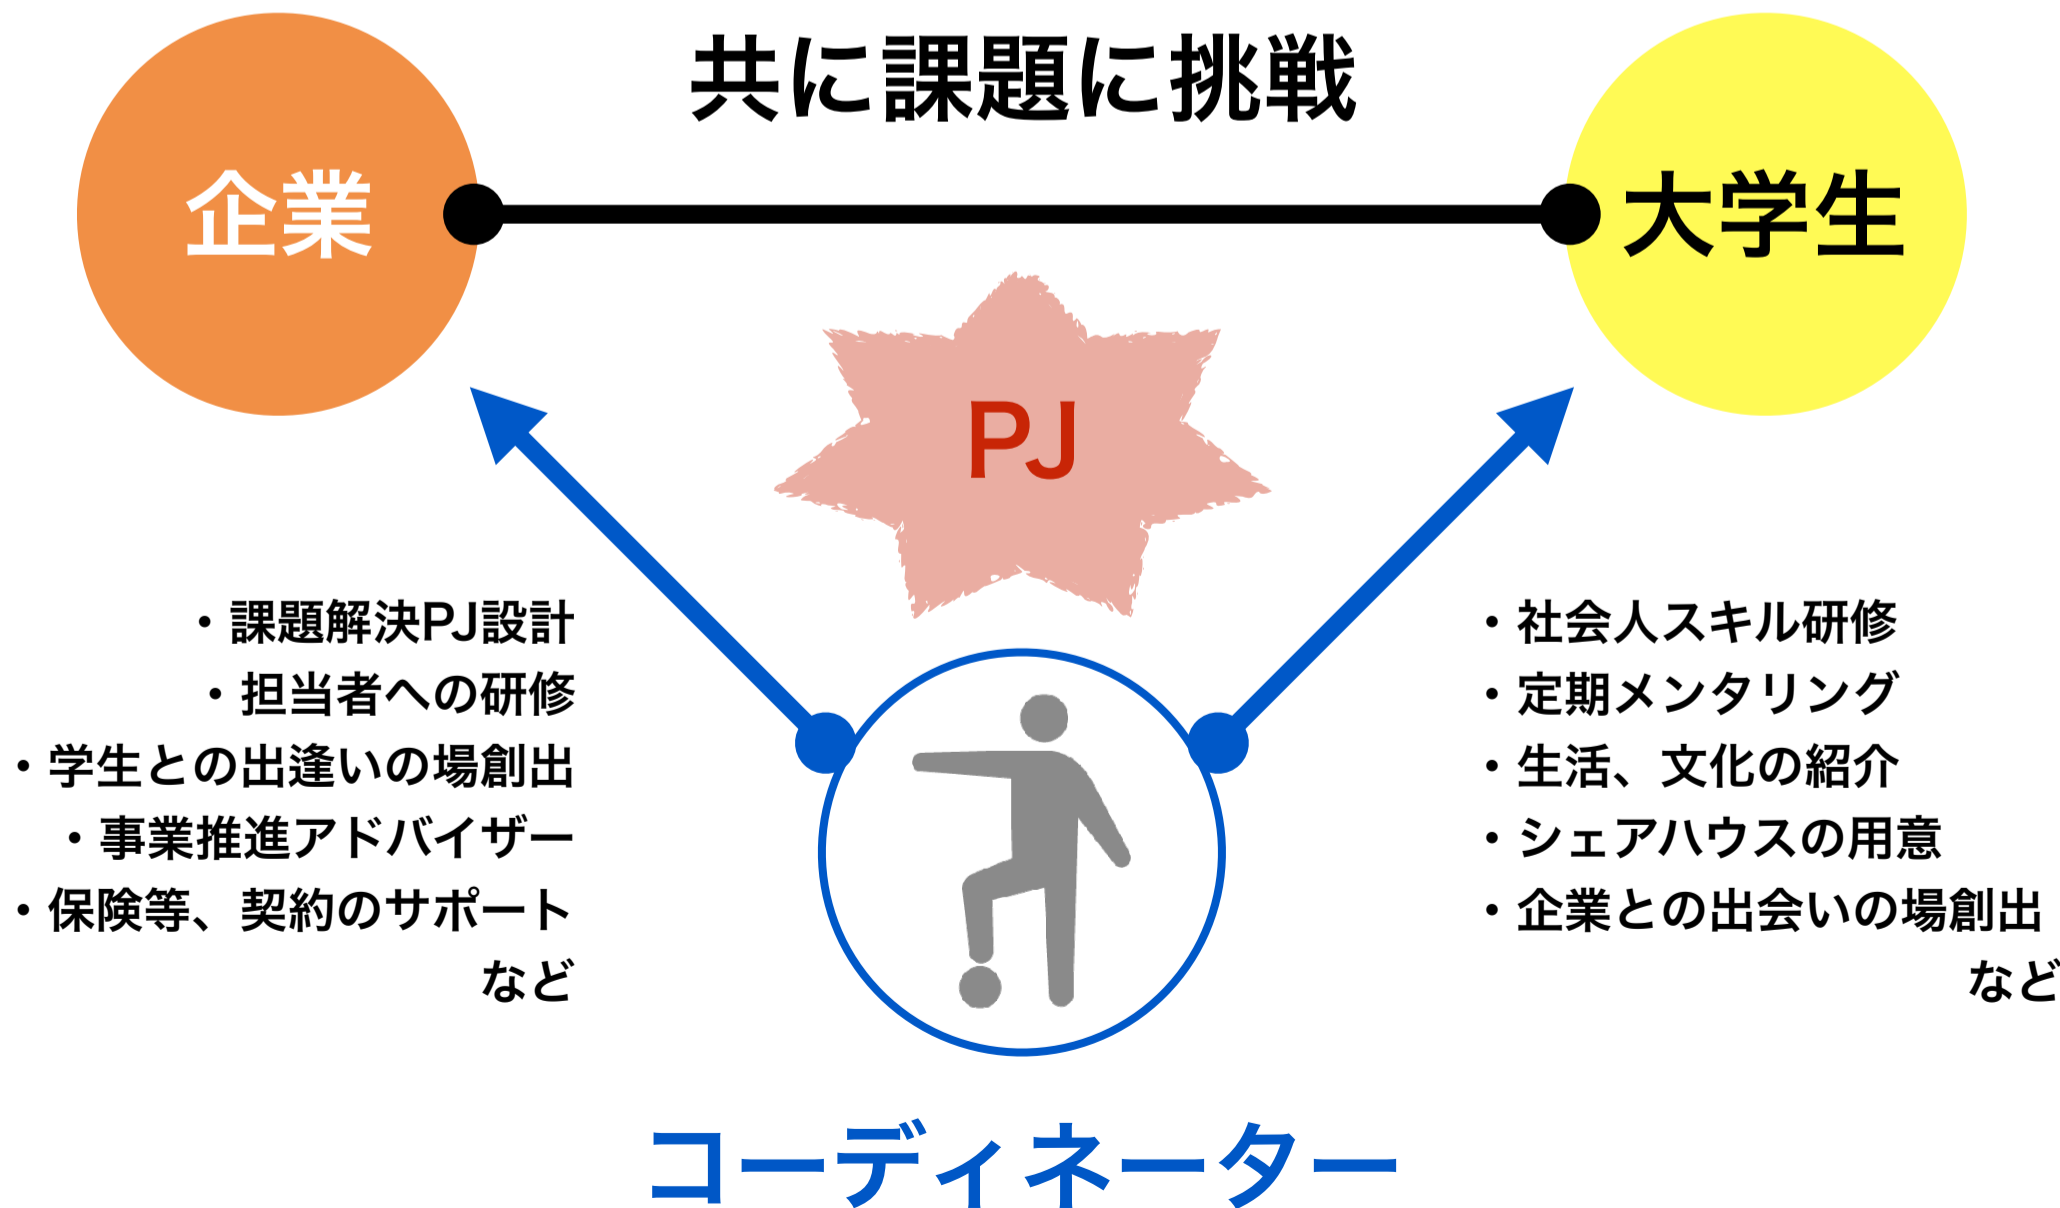 共に課題に挑戦
企業
大学生
PJ
・課題解決PJ設計
・担当者への研修
・学生との出逢いの場創出
・事業推進アドバイザー
・保険等、契約のサポート
など
・社会人スキル研修
・定期メンタリング
・生活、文化の紹介
・シェアハウスの用意
・企業との出会いの場創出
など
コーディネーター